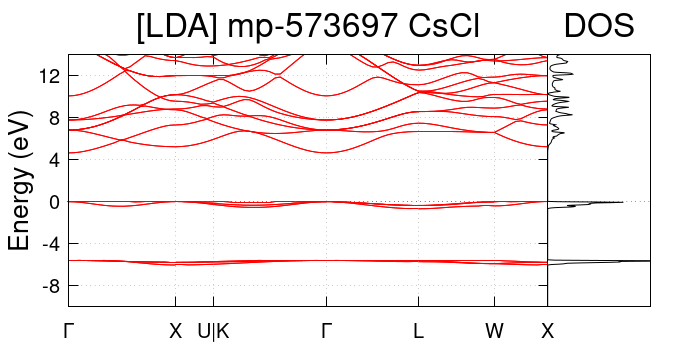 [LDA] mp-573697 CsCl
DOS
Energy (eV)
12
8
4
0
-4
-8
Γ X U|K Γ L W X